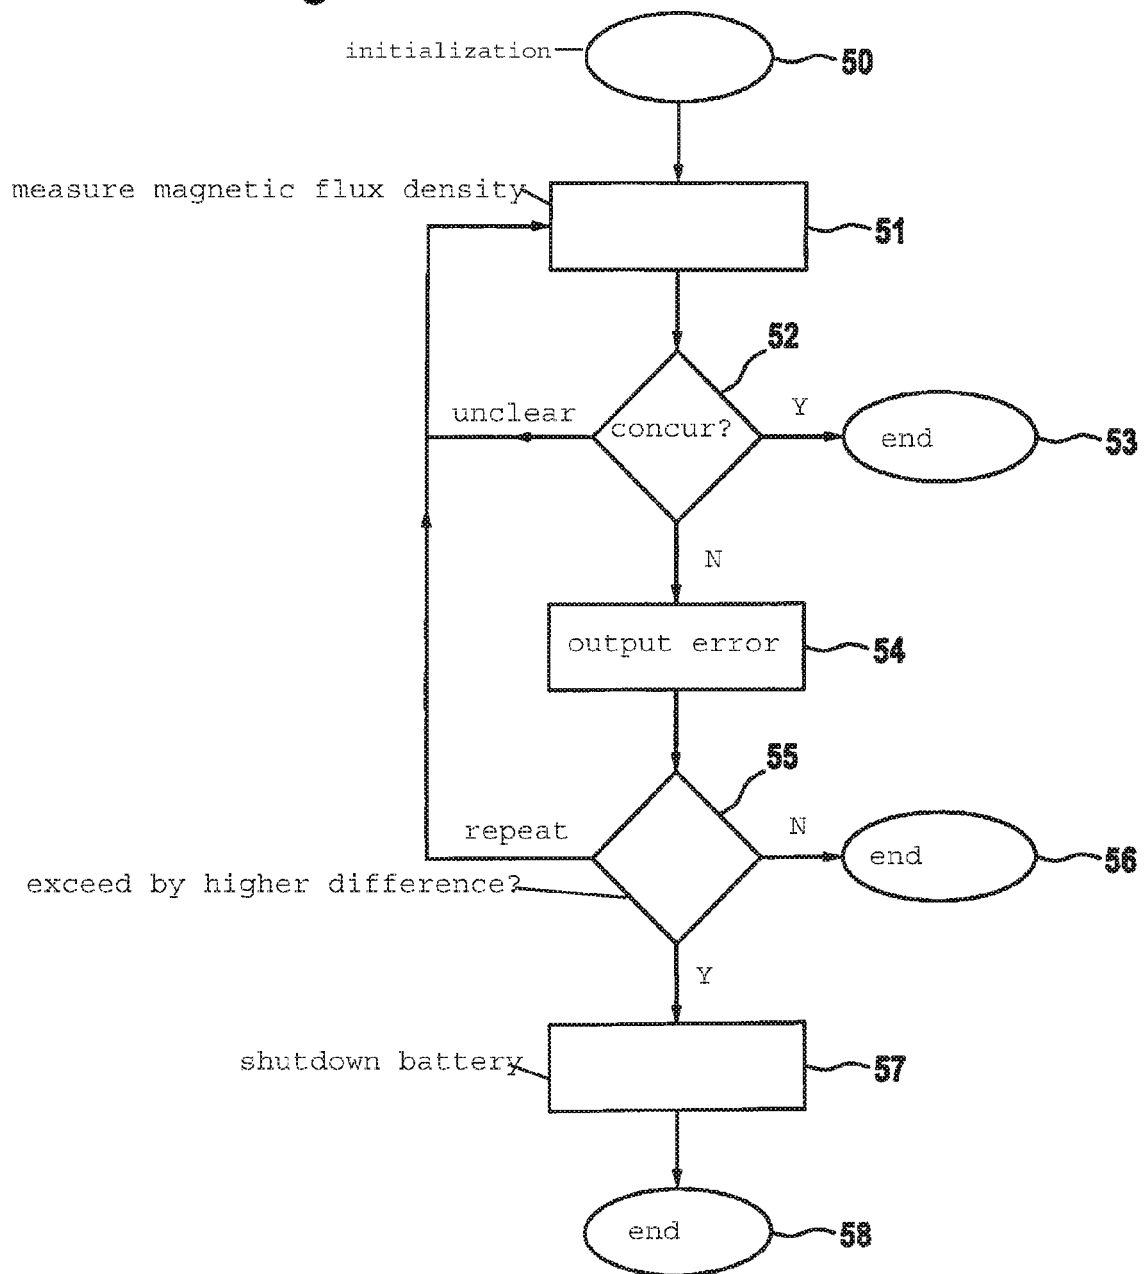 initialization
50
measure magnetic flux density
51
52
unclear
concur?
Y
end
53
N
output error
54
55
repeat
N
end
56
exceed by higher difference?
Y
shutdown battery
57
end
58